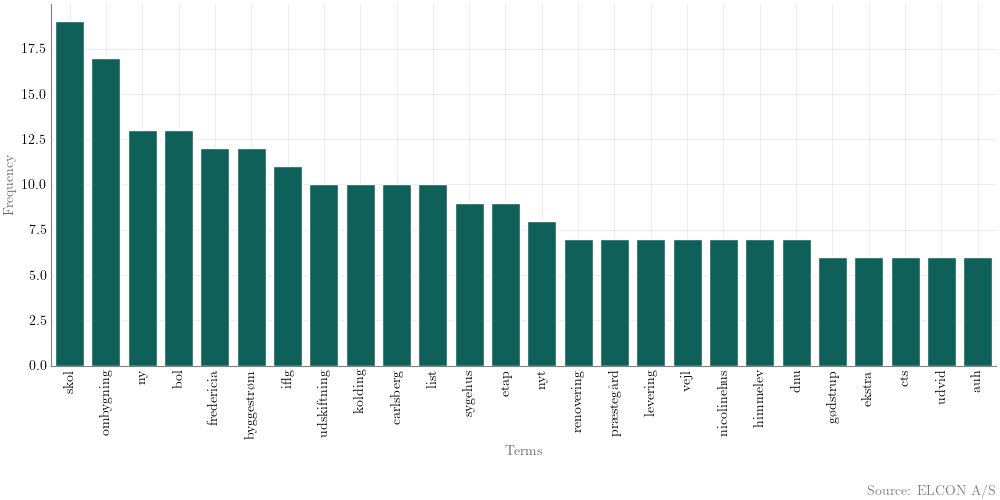 17.5
15.0
12.5
10.0
7.5
5.0
2.5
0.0
Frequency
skol
ombygning
ny
bol
fredericia
byggestrøm
iflg
udskiftning
kolding
carlsberg
list
sygehus
etap
nyt
renovering
præstegård
levering
vejl
nicolinehus
himmelev
dnu
gødstrup
ekstra
cts
udvid
auh
Terms
Source: ELCON A/S